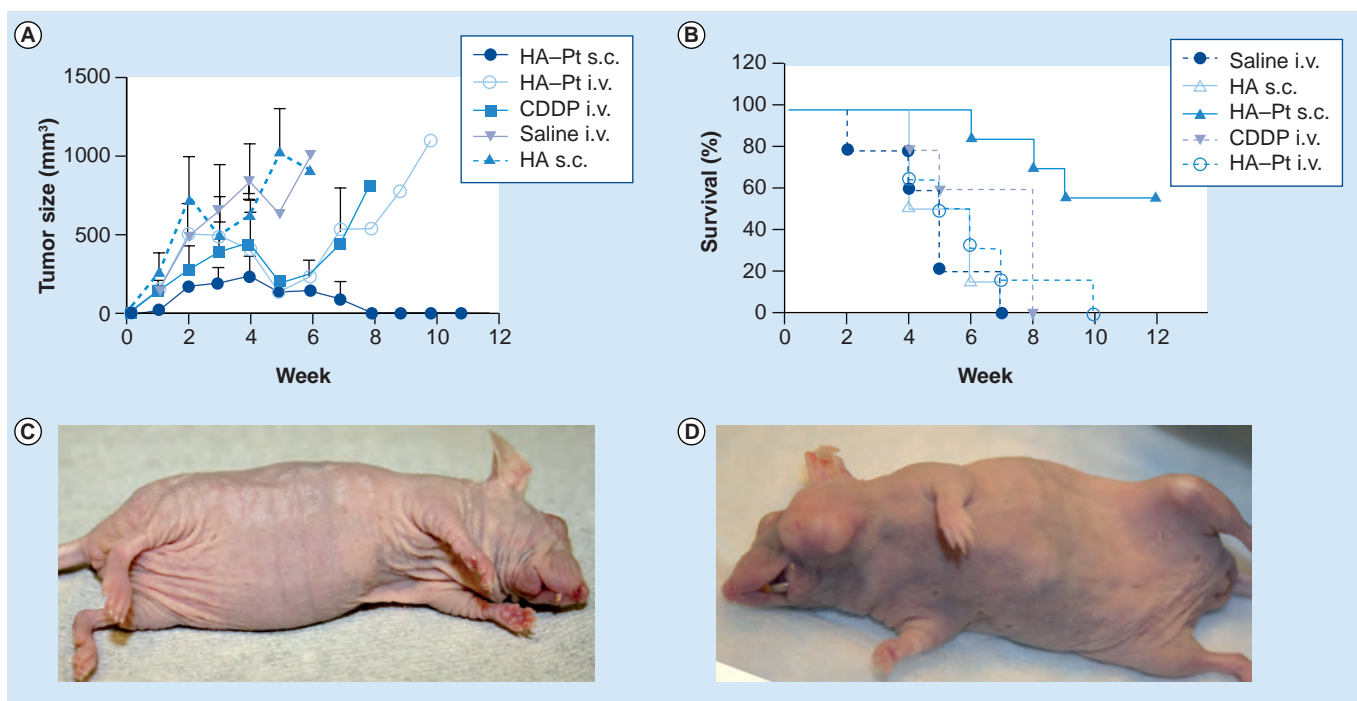 A
HA–Pt s.c.
HA–Pt i.v.
CDDP i.v.
Saline i.v.
HA s.c.
1500
1000
500
0
Tumor size (mm³)
0 2 4 6 8 10 12
Week
B
Saline i.v.
HA s.c.
HA–Pt s.c.
CDDP i.v.
HA–Pt i.v.
120
100
80
60
40
20
0
Survival (%)
0 2 4 6 8 10 12
Week
C
D